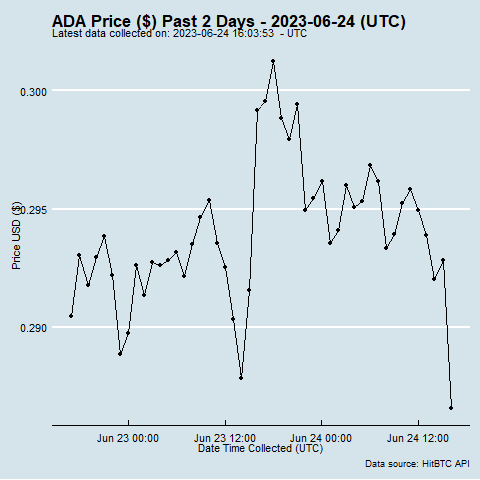 ADA Price ($) Past 2 Days - 2023-06-24 (UTC)
Latest data collected on: 2023-06-24 16:03:53  - UTC
0.300
0.295
0.290
Price USD ($)
Jun 23 00:00
Jun 23 12:00
Jun 24 00:00
Jun 24 12:00
Date Time Collected (UTC)
Data source: HitBTC API